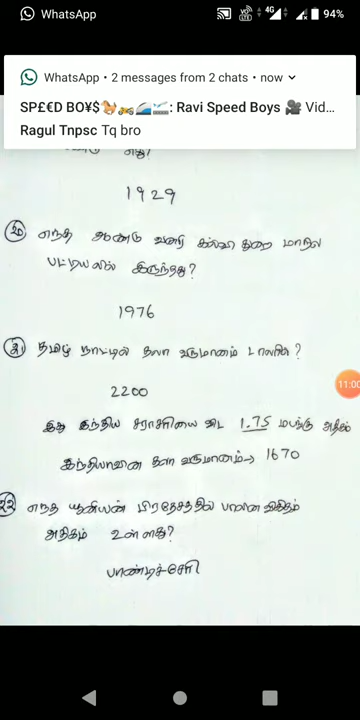 WhatsApp
4G
94%
WhatsApp • 2 messages from 2 chats • now
SP££D BO¥$🐎🏍️🚄🛫: Ravi Speed Boys 🎥 Vid...
Ragul Tnpsc Tq bro
எது?
1929
20 எந்த ஆண்டு வரை கல்வி துறை மாநில
பட்டியலில் இருந்தது?
1976
21 தமிழ் நாட்டில் தலா வருமானம் டாலரில்?
2200
11:00
இது இந்திய சராசரியை விட 1.75 மடங்கு அதிகம்
இந்தியாவின் தலா வருமானம் → 1670
22 எந்த யூனியன் பிரதேசத்தில் பாலின விகிதம்
அதிகம் உள்ளது?
பாண்டிச்சேரி